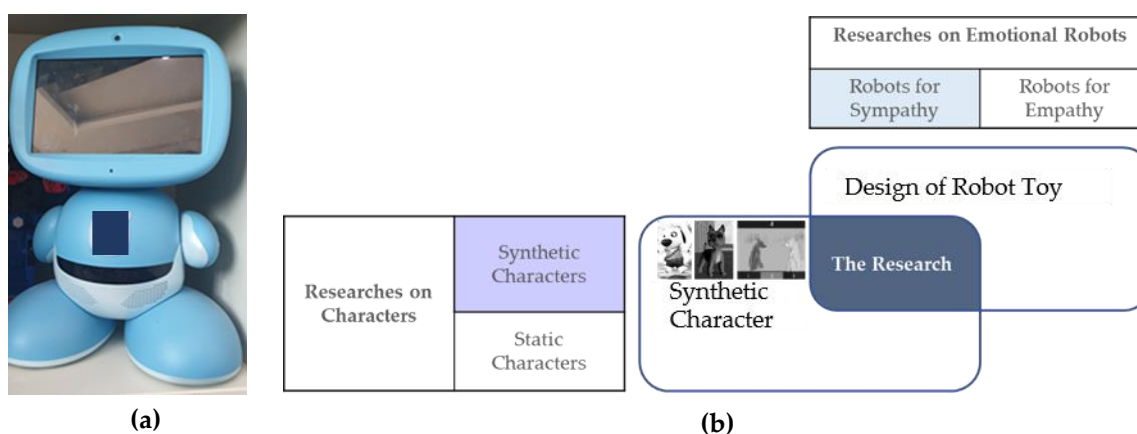 Researches on Emotional Robots
Robots for
Sympathy
Robots for
Empathy
Design of Robot Toy
Researches on
Characters
Synthetic
Characters
Static
Characters
Synthetic
Character
The Research
(a)
(b)